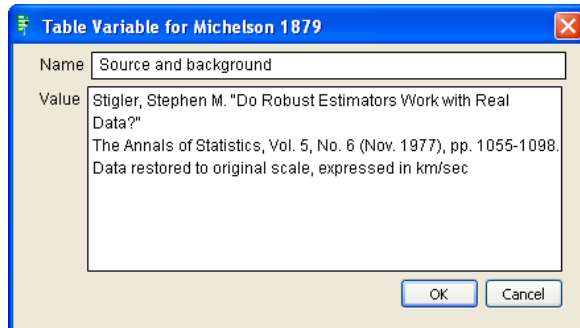 Table Variable for Michelson 1879
Name Source and background
Value Stigler, Stephen M. "Do Robust Estimators Work with Real
Data?"
The Annals of Statistics, Vol. 5, No. 6 (Nov. 1977), pp. 1055-1098.
Data restored to original scale, expressed in km/sec
OK Cancel